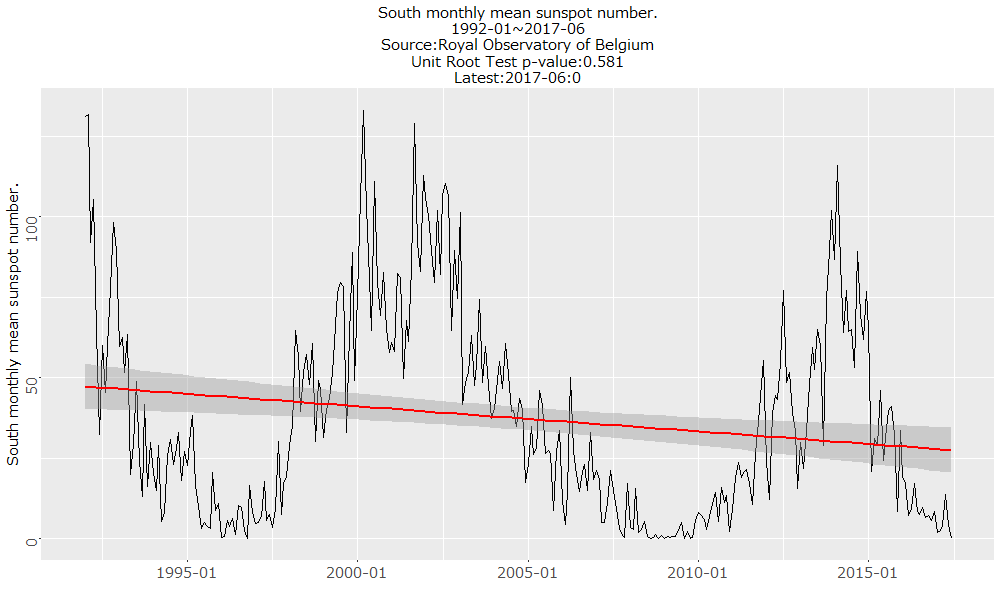 South monthly mean sunspot number.
1992-01~2017-06
Source:Royal Observatory of Belgium
Unit Root Test p-value:0.581
Latest:2017-06:0
South monthly mean sunspot number.
100
50
0
1995-01
2000-01
2005-01
2010-01
2015-01